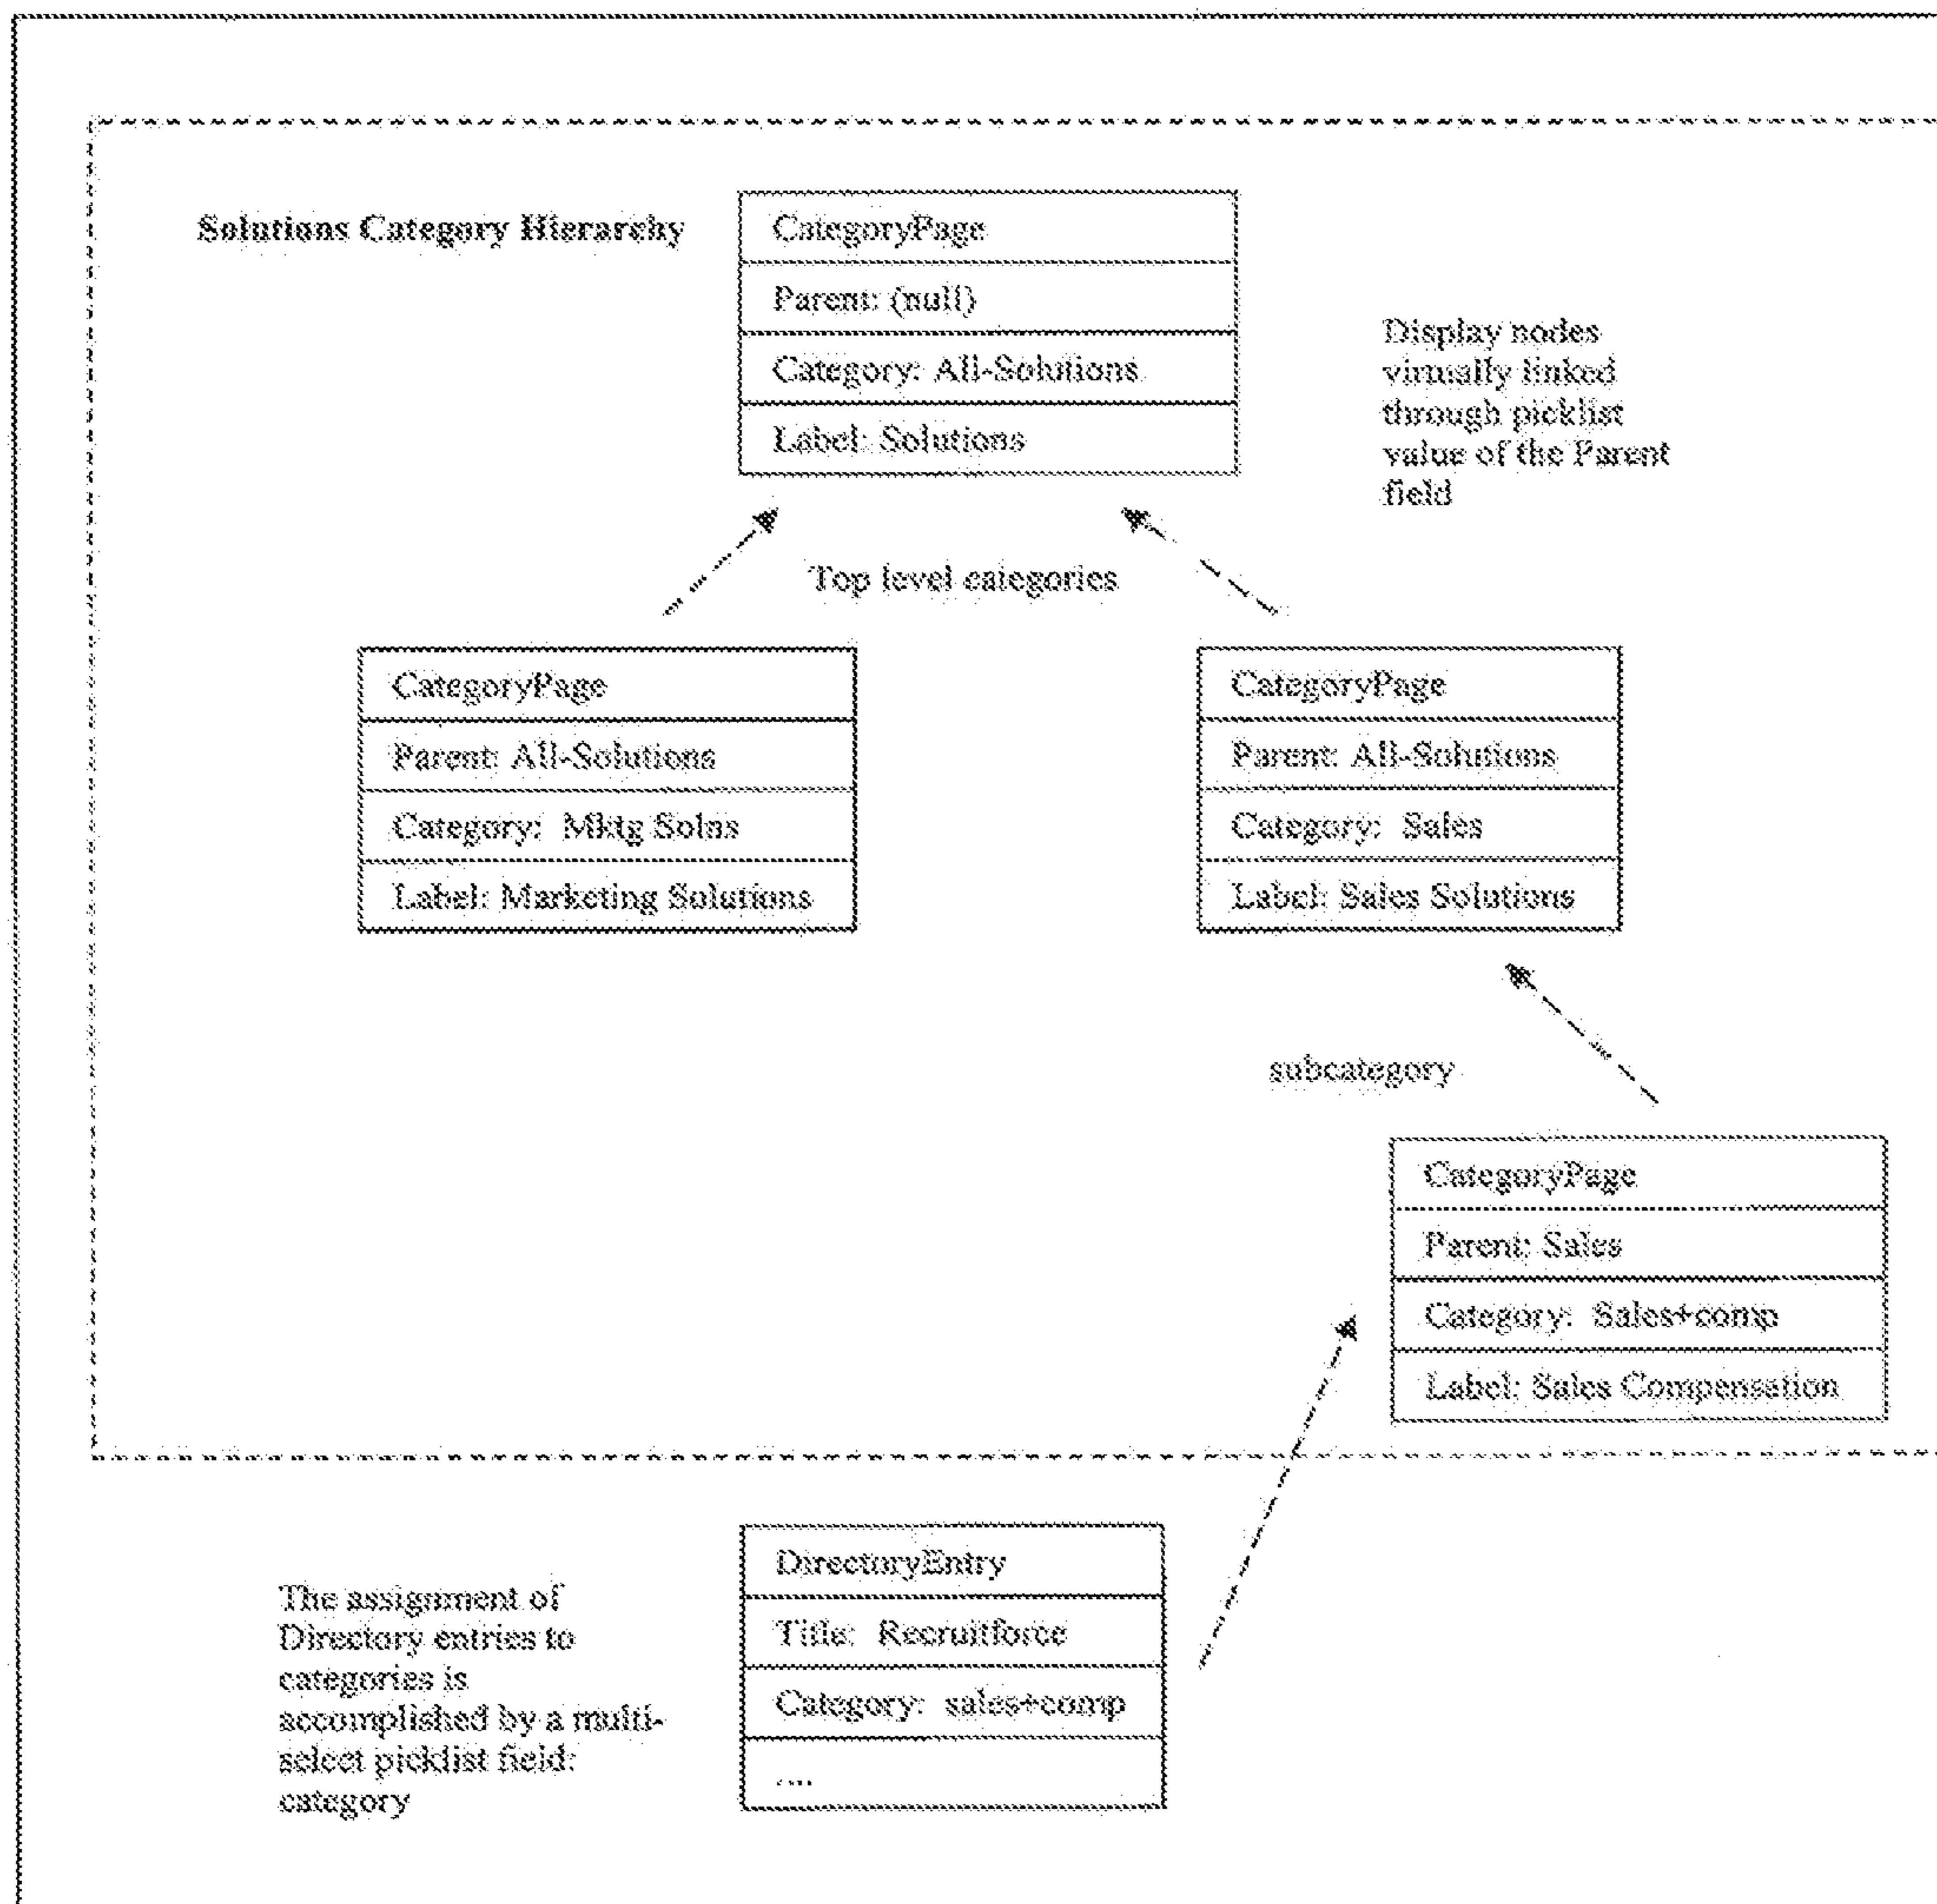 Solutions Category Hierarchy
CategoryPage
Parent: (null)
Category: All-Solutions
Label: Solutions
Display nodes
virtually linked
through picklist
value of the Parent
field
Top level categories
CategoryPage
Parent: All-Solutions
Category: Mktg Solns
Label: Marketing Solutions
CategoryPage
Parent: All-Solutions
Category: Sales
Label: Sales Solutions
subcategory
CategoryPage
Parent: Sales
Category: Sales+comp
Label: Sales Compensation
The assignment of
Directory entries to
categories is
accomplished by a multi-
select picklist field:
category
DirectoryEntry
Title: Recruitforce
Category: sales+comp
....